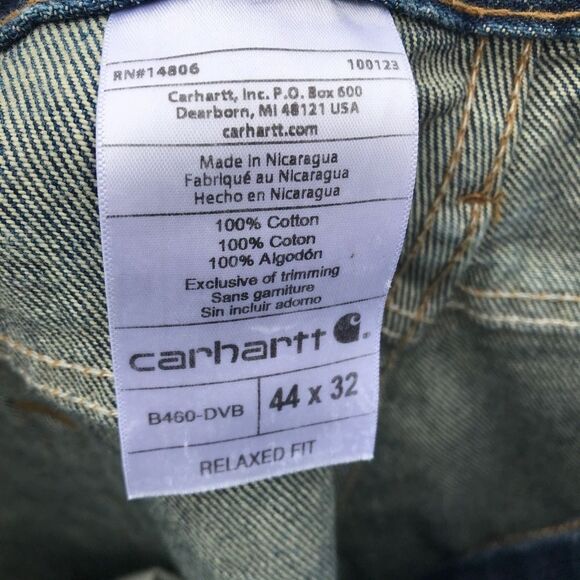 RN#14806 100123
Carhartt, Inc. P.O. Box 600
Dearborn, MI 48121 USA
carhartt.com
Made in Nicaragua
Fabriqué au Nicaragua
Hecho en Nicaragua
100% Cotton
100% Coton
100% Algodón
Exclusive of trimming
Sans garniture
Sin incluir adorno
carhartt
B460-DVB 44 x 32
RELAXED FIT